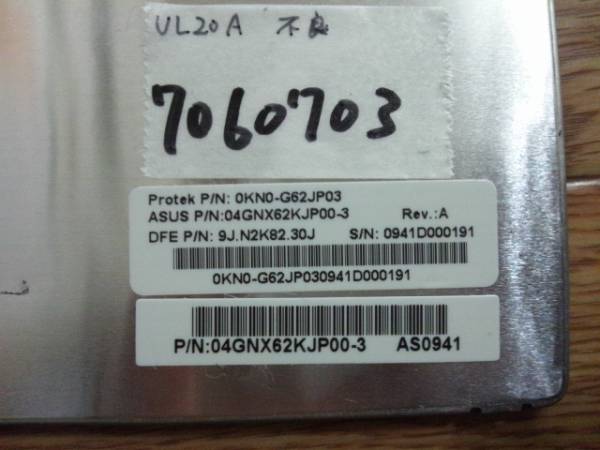 UL20A 不良
7060703
Protek P/N: 0KN0-G62JP03
ASUS P/N:04GNX62KJP00-3 Rev.:A
DFE P/N: 9J.N2K82.30J S/N: 0941D000191
0KN0-G62JP030941D000191
P/N:04GNX62KJP00-3 AS0941